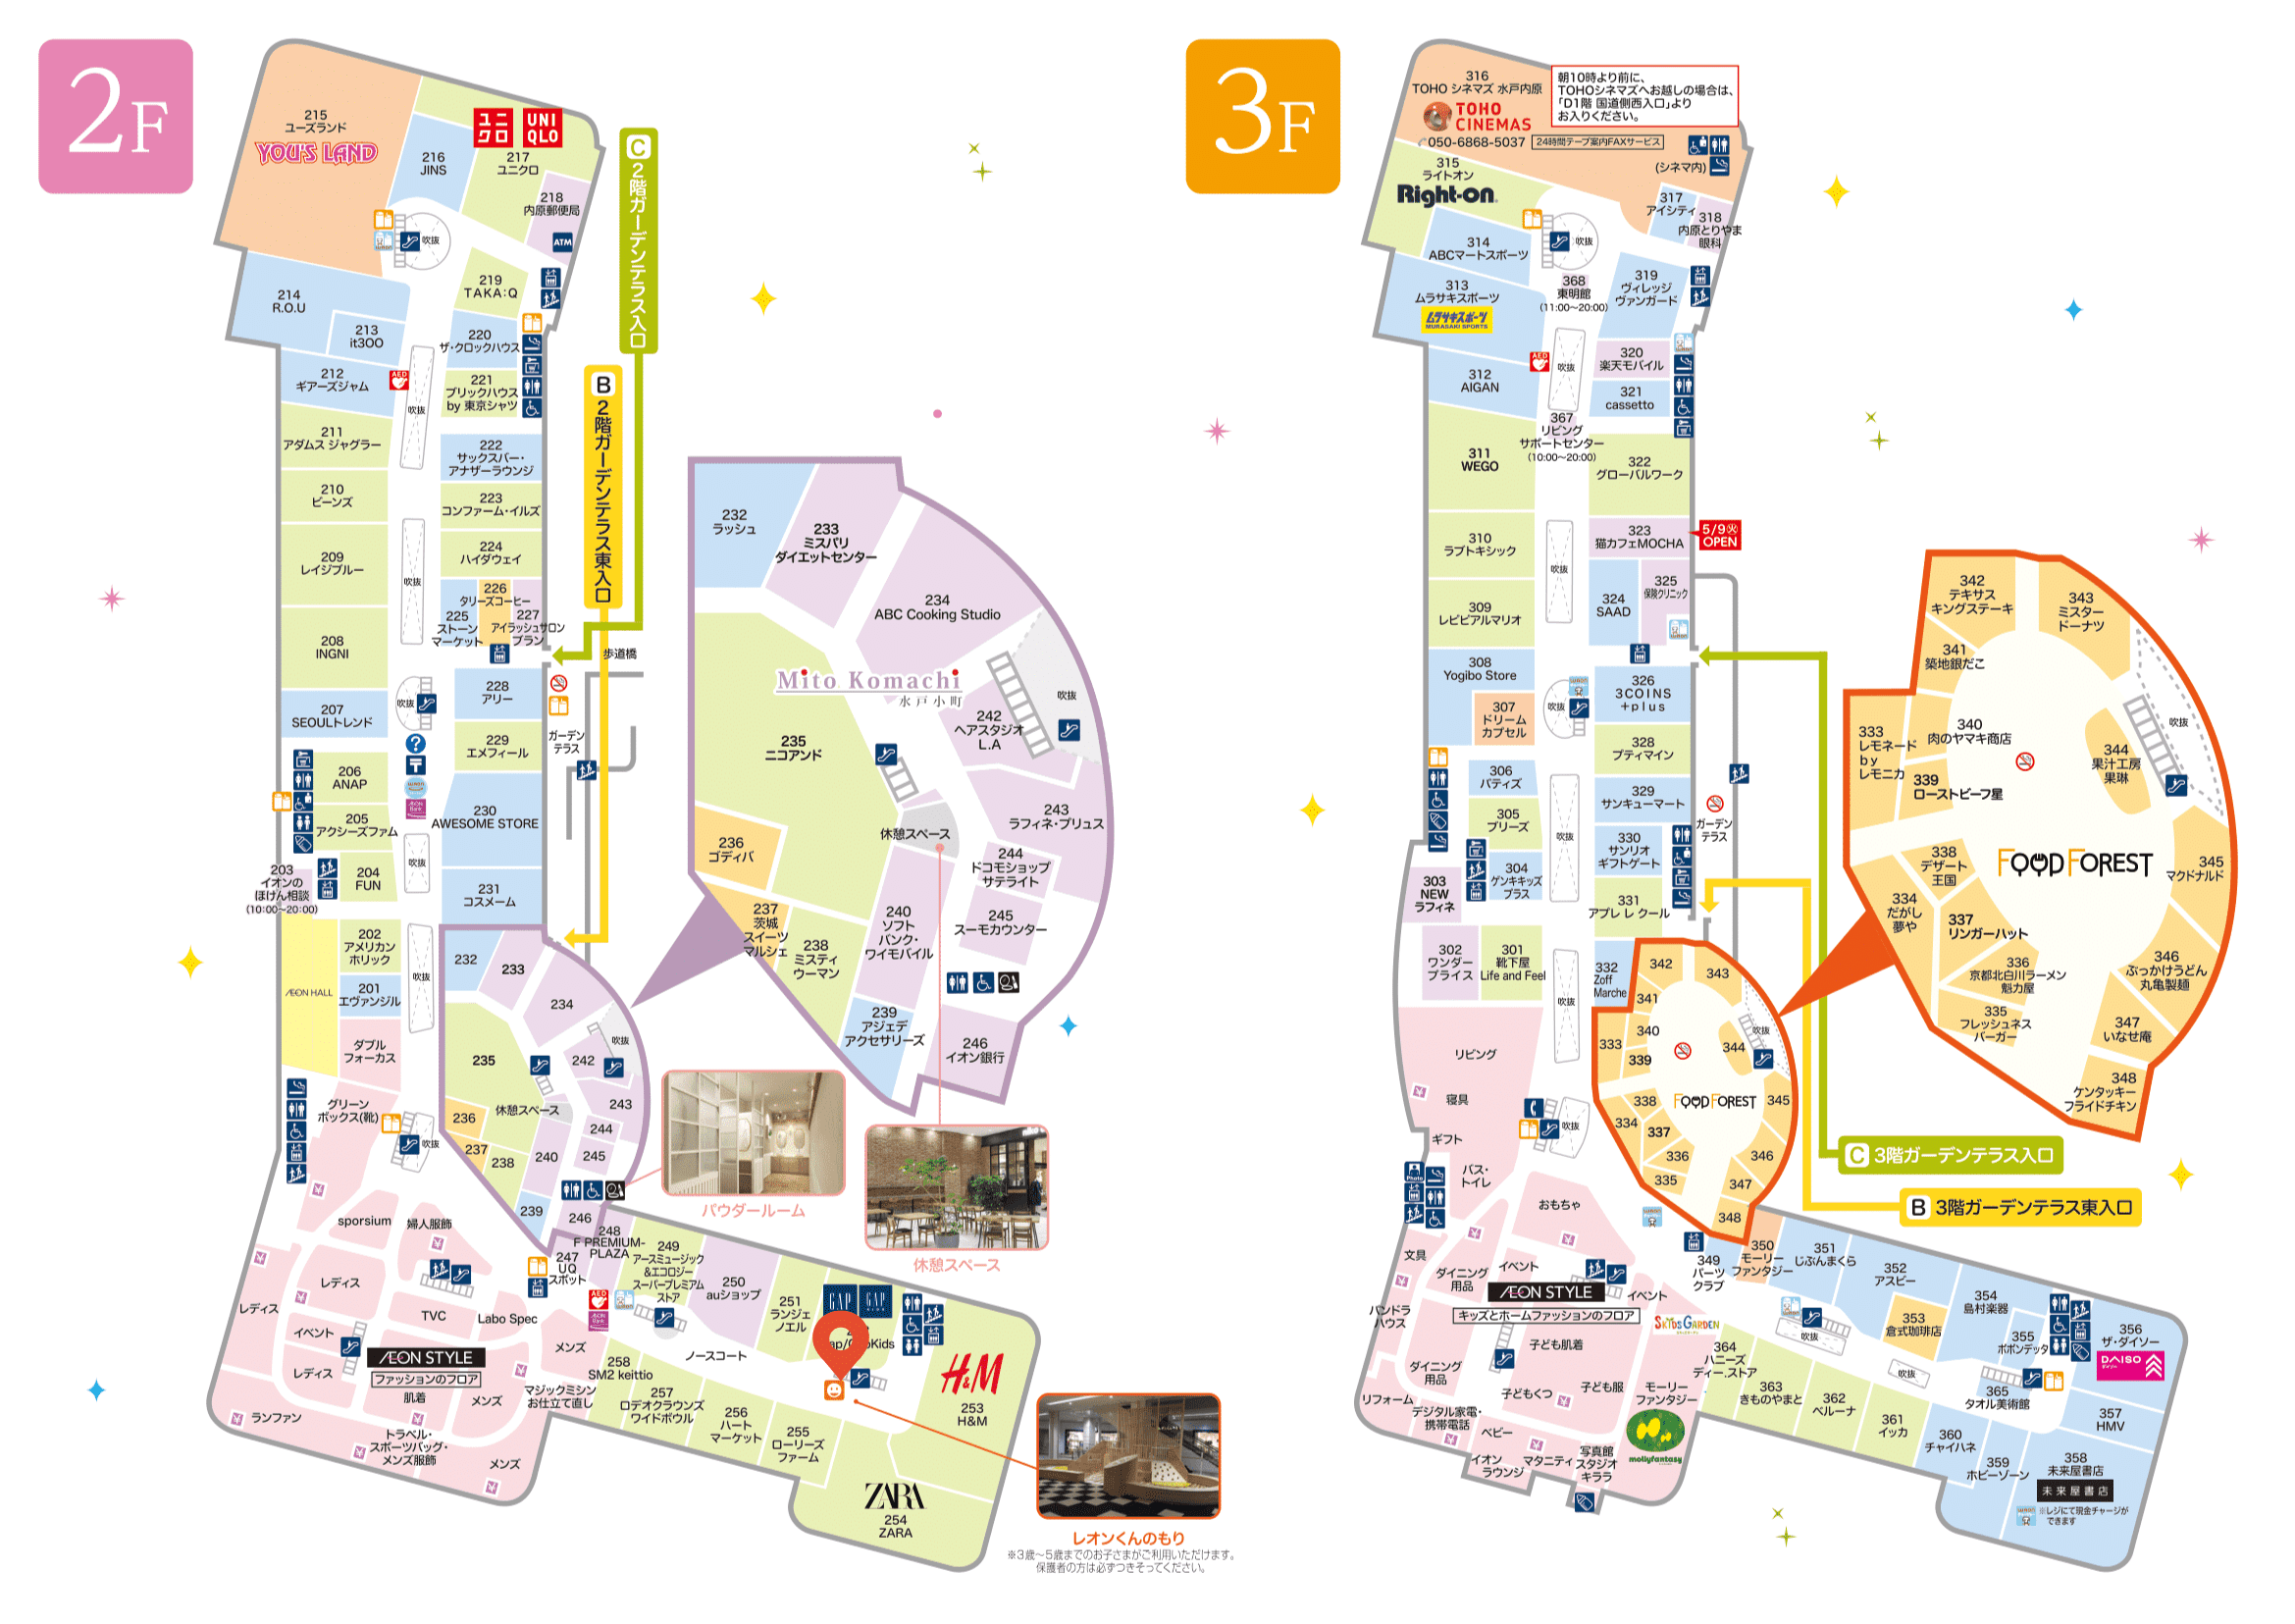 2F
215
ユーズランド
YOU'S LAND
216
JINS
ユニクロ
UNIQLO
217
ユニクロ
218
内原郵便局
ATM
吹抜
219
TAKA:Q
214
R.O.U
213
it3OO
220
ザ・クロックハウス
212
ギアーズジャム
AED
221
ブリックハウス
by 東京シャツ
吹抜
211
アダムス ジャグラー
222
サックスバー・
アナザーラウンジ
210
ビーンズ
223
コンファーム・イルズ
209
レイジブルー
224
ハイダウェイ
吹抜
226
タリーズコーヒー
225
ストーン
マーケット
227
アイラッシュサロン
ブラン
208
INGNI
歩道橋
228
アリー
207
SEOULトレンド
吹抜
229
エメフィール
ガーデン
テラス
206
ANAP
230
AWESOME STORE
205
アクシーズファム
吹抜
204
FUN
203
イオンの
ほけん相談
(10:00~20:00)
231
コスメーム
202
アメリカン
ホリック
吹抜
201
エヴァンジル
ÆON HALL
ダブル
フォーカス
グリーン
ボックス(靴)
吹抜
C 2階ガーデンテラス入口
B 2階ガーデンテラス東入口
232
233
234
吹抜
235
242
休憩スペース
243
236
244
237
238
240
245
239
246
232
ラッシュ
233
ミスパリ
ダイエットセンター
234
ABC Cooking Studio
Mito Komachi
水戸小町
吹抜
242
ヘアスタジオ
L.A
235
ニコアンド
243
ラフィネ・プリュス
休憩スペース
236
ゴディバ
244
ドコモショップ
サテライト
237
茨城
スイーツ
マルシェ
238
ミスティ
ウーマン
240
ソフト
バンク・
ワイモバイル
245
スーモカウンター
239
アジェデ
アクセサリーズ
246
イオン銀行
パウダールーム
休憩スペース
sporsium
婦人服飾
レディス
レディス
TVC
Labo Spec
イベント
レディス
ÆON STYLE
ファッションのフロア
肌着
メンズ
メンズ
ランファン
トラベル・
スポーツバッグ・
メンズ服飾
メンズ
マジックミシン
お仕立て直し
247
UQ
スポット
248
F PREMIUM-
PLAZA
249
アースミュージック
&エコロジー
スーパープレミアム
ストア
250
auショップ
AED
251
ランジェ
ノエル
GAP
GAP
Kids
ノースコート
258
SM2 keittio
257
ロデオクラウンズ
ワイドボウル
256
ハート
マーケット
255
ローリーズ
ファーム
H&M
253
H&M
ZARA
254
ZARA
レオンくんのもり
※3歳~5歳までのお子さまがご利用いただけます。
保護者の方は必ずつきそってください。
3F
316
TOHO シネマズ 水戸内原
TOHO
CINEMAS
050-6868-5037
24時間テープ案内FAXサービス
朝10時より前に、
TOHOシネマズへお越しの場合は、
「D1階 国道側西入口」より
お入りください。
(シネマ内)
315
ライトオン
Right-on
317
アイシティ
318
内原とりやま
眼科
314
ABCマートスポーツ
吹抜
313
ムラサキスポーツ
ムラサキスポーツ
MURASAKI SPORTS
368
東明館
(11:00~20:00)
319
ヴィレッジ
ヴァンガード
AED
吹抜
320
楽天モバイル
312
AIGAN
321
cassetto
367
リビング
サポートセンター
(10:00~20:00)
311
WEGO
322
グローバルワーク
310
ラブトキシック
吹抜
323
猫カフェMOCHA
5/9㊋
OPEN
309
レピピアルマリオ
324
SAAD
325
保険クリニック
308
Yogibo Store
326
3COINS
+plus
307
ドリーム
カプセル
吹抜
328
プティマイン
306
パティズ
329
サンキューマート
305
ブリーズ
吹抜
330
サンリオ
ギフトゲート
ガーデン
テラス
304
ゲンキキッズ
プラス
303
NEW
ラフィネ
331
アプレ レ クール
302
ワンダー
プライス
301
靴下屋
Life and Feel
吹抜
332
Zoff
Marche
342
343
341
340
吹抜
333
339
344
338
FOOD FOREST
345
334
337
336
346
335
347
348
342
テキサス
キングステーキ
343
ミスター
ドーナツ
341
築地銀だこ
333
レモネード
by
レモニカ
340
肉のヤマキ商店
吹抜
344
果汁工房
果琳
339
ローストビーフ星
338
デザート
王国
FOOD FOREST
345
マクドナルド
334
だがし
夢や
337
リンガーハット
336
京都北白川ラーメン
魁力屋
346
ぶっかけうどん
丸亀製麺
335
フレッシュネス
バーガー
347
いなせ庵
348
ケンタッキー
フライドチキン
C 3階ガーデンテラス入口
B 3階ガーデンテラス東入口
リビング
寝具
ギフト
吹抜
バス・
トイレ
Photo
おもちゃ
文具
ダイニング
用品
イベント
ÆON STYLE
キッズとホームファッションのフロア
イベント
パンドラ
ハウス
SKIDS GARDEN
子ども肌着
ダイニング
用品
子どもくつ
子ども服
リフォーム
モーリー
ファンタジー
mollyfantasy
デジタル家電・
携帯電話
ベビー
イオン
ラウンジ
マタニティ
写真館
スタジオ
キララ
349
パーツ
クラブ
350
モーリー
ファンタジー
351
じぶんまくら
352
アスビー
353
倉式珈琲店
354
島村楽器
355
ポポンデッタ
356
ザ・ダイソー
DAISO
ダイソー
吹抜
吹抜
364
ハニーズ
ディー.ストア
363
きものやまと
362
ベルーナ
361
イッカ
365
タオル美術館
360
チャイハネ
359
ホビーゾーン
357
HMV
358
未来屋書店
未来屋書店
※レジにて現金チャージが
できます